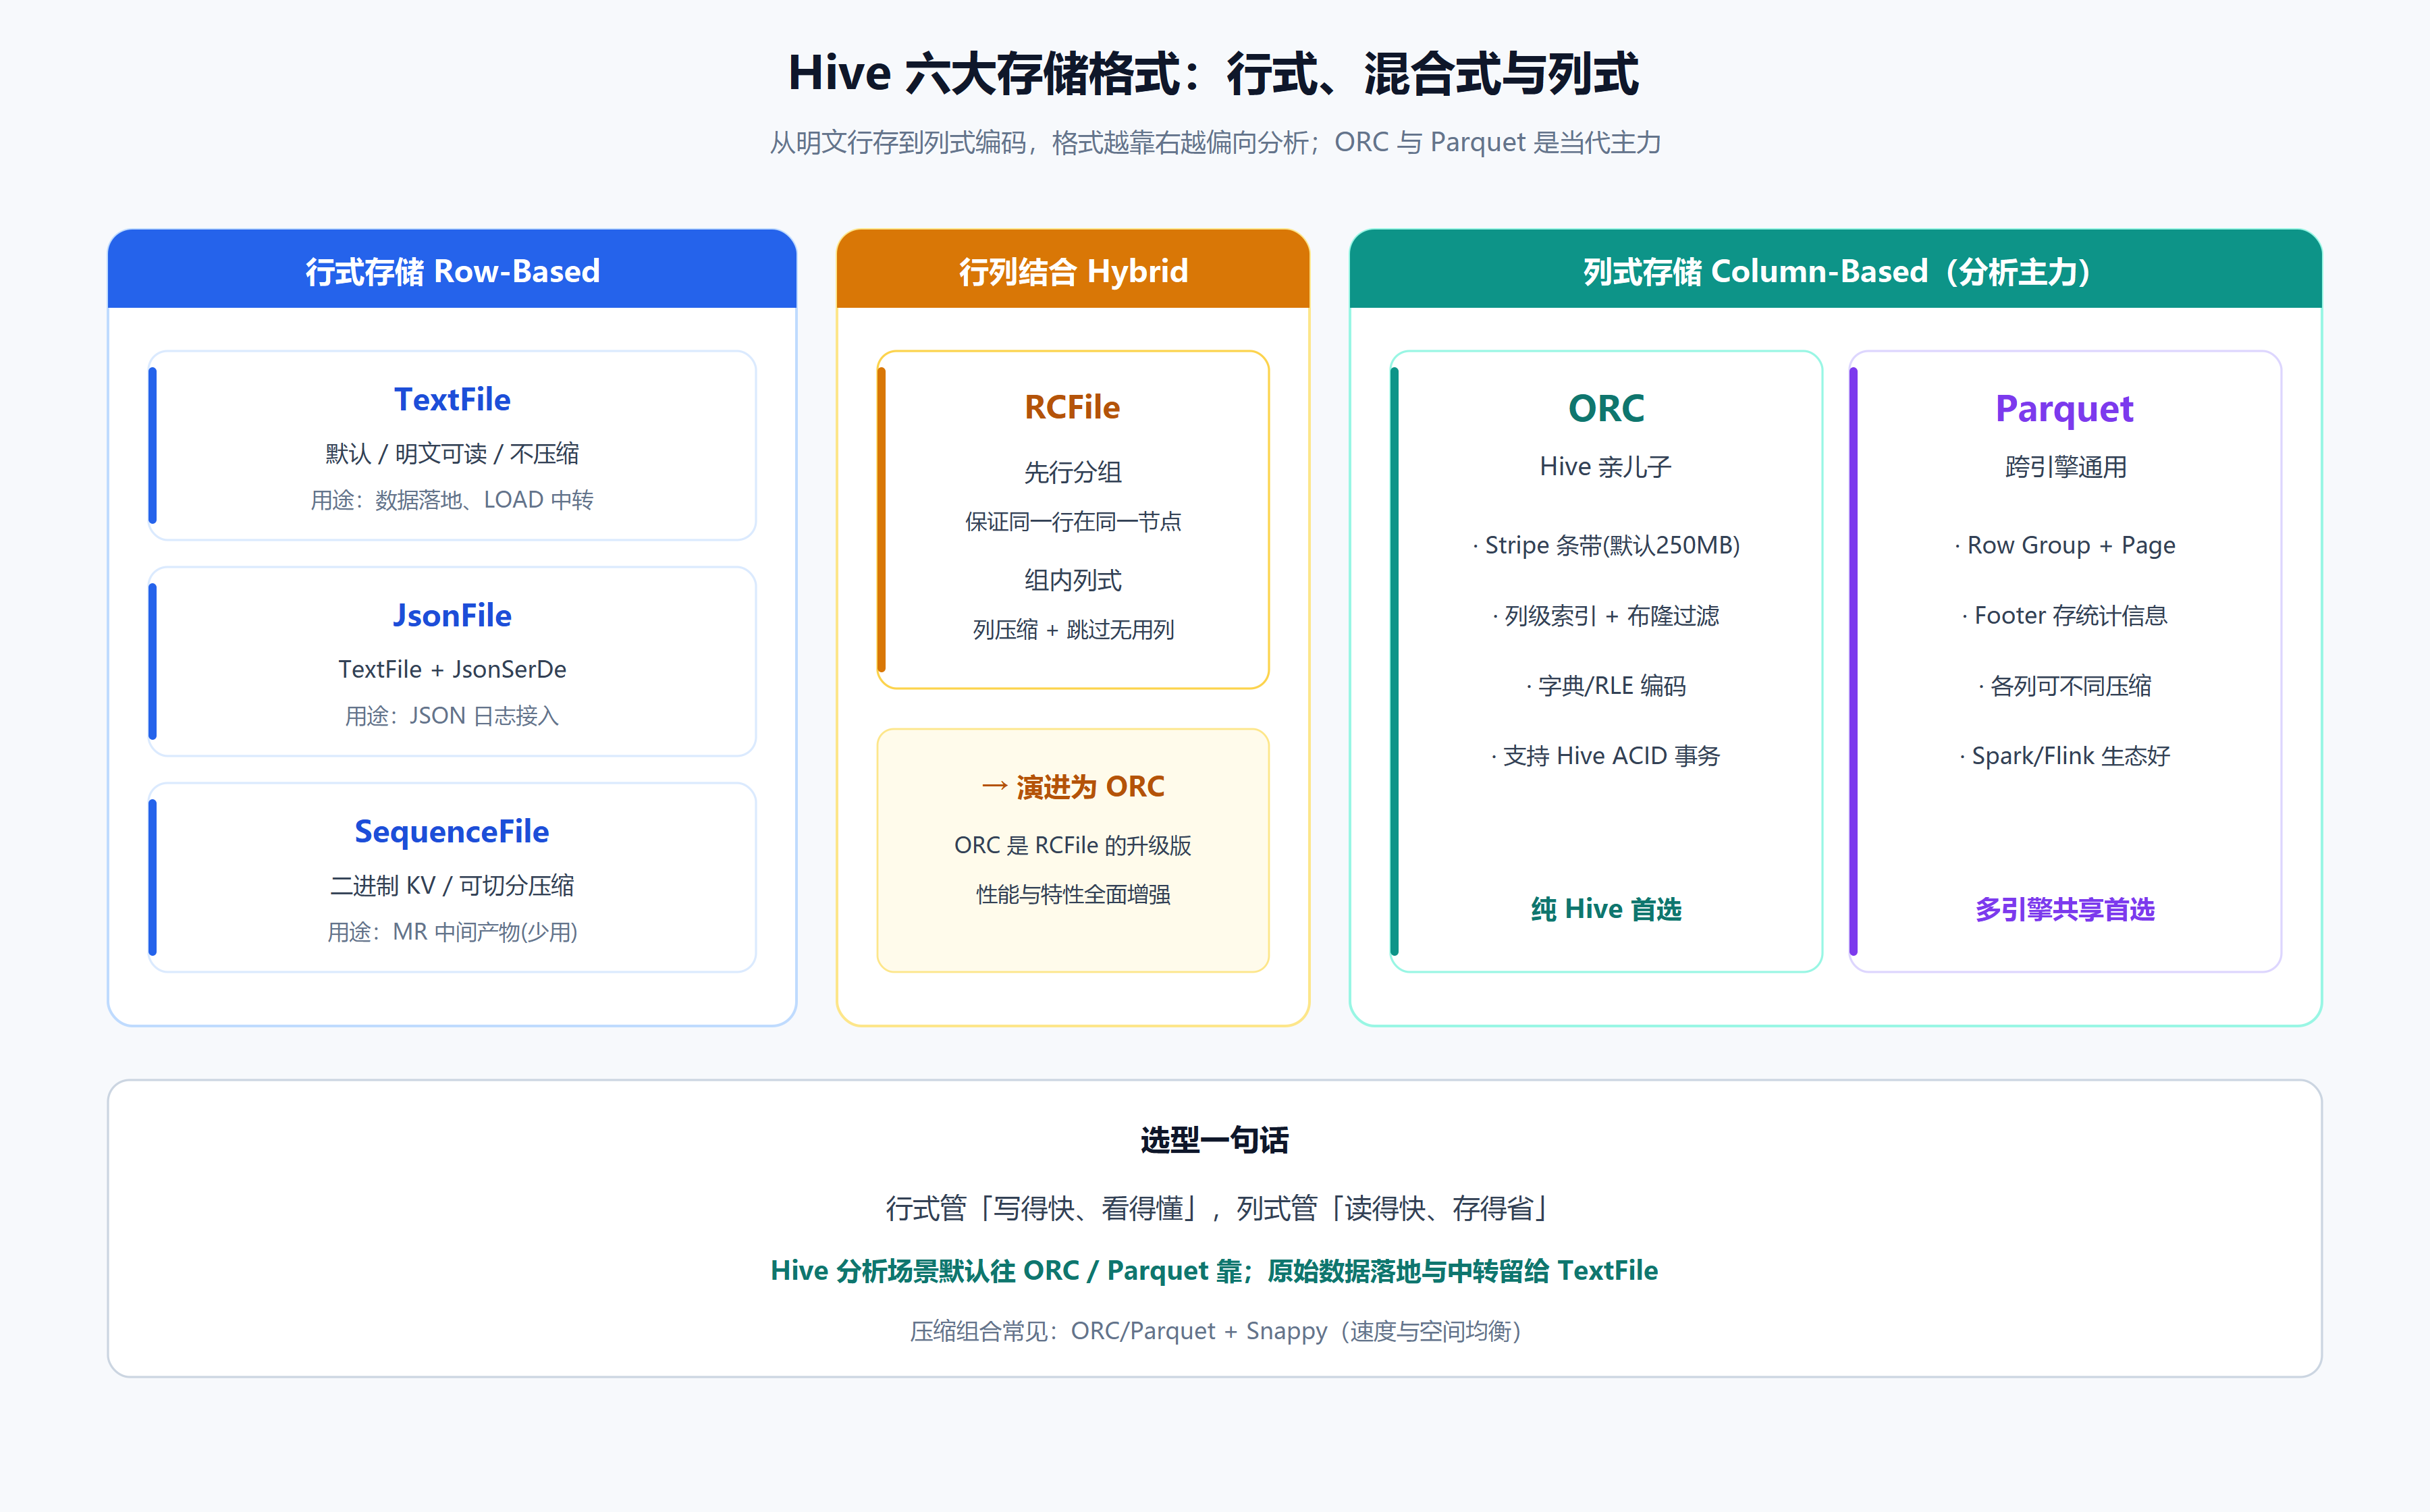 Hive 六大存储格式：行式、混合式与列式
从明文行存到列式编码，格式越靠右越偏向分析；ORC 与 Parquet 是当代主力
行式存储 Row-Based
TextFile
默认 / 明文可读 / 不压缩
用途：数据落地、LOAD 中转
JsonFile
TextFile + JsonSerDe
用途：JSON 日志接入
SequenceFile
二进制 KV / 可切分压缩
用途：MR 中间产物(少用)
行列结合 Hybrid
RCFile
先行分组
保证同一行在同一节点
组内列式
列压缩 + 跳过无用列
→ 演进为 ORC
ORC 是 RCFile 的升级版
性能与特性全面增强
列式存储 Column-Based（分析主力）
ORC
Hive 亲儿子
· Stripe 条带(默认250MB)
· 列级索引 + 布隆过滤
· 字典/RLE 编码
· 支持 Hive ACID 事务
纯 Hive 首选
Parquet
跨引擎通用
· Row Group + Page
· Footer 存统计信息
· 各列可不同压缩
· Spark/Flink 生态好
多引擎共享首选
选型一句话
行式管「写得快、看得懂」，列式管「读得快、存得省」
Hive 分析场景默认往 ORC / Parquet 靠；原始数据落地与中转留给 TextFile
压缩组合常见：ORC/Parquet + Snappy（速度与空间均衡）